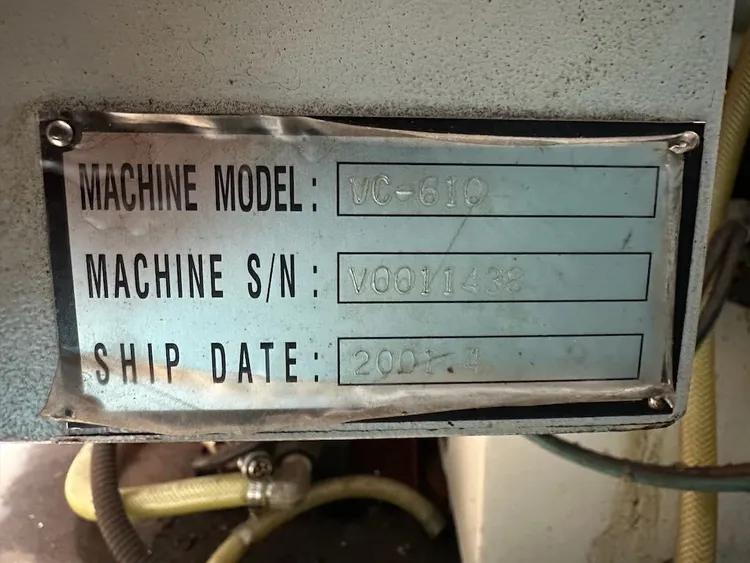 MACHINE MODEL: VC-610
MACHINE S/N: V0011438
SHIP DATE: 2001.4